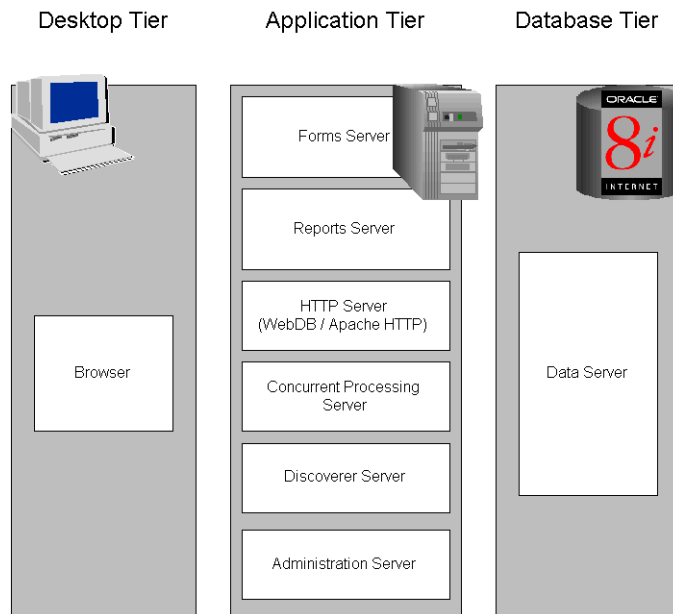 Desktop Tier
Application Tier
Database Tier
Forms Server
Reports Server
HTTP Server
(WebDB / Apache HTTP)
Concurrent Processing
Server
Discoverer Server
Administration Server
Browser
Data Server
ORACLE
8i
INTERNET